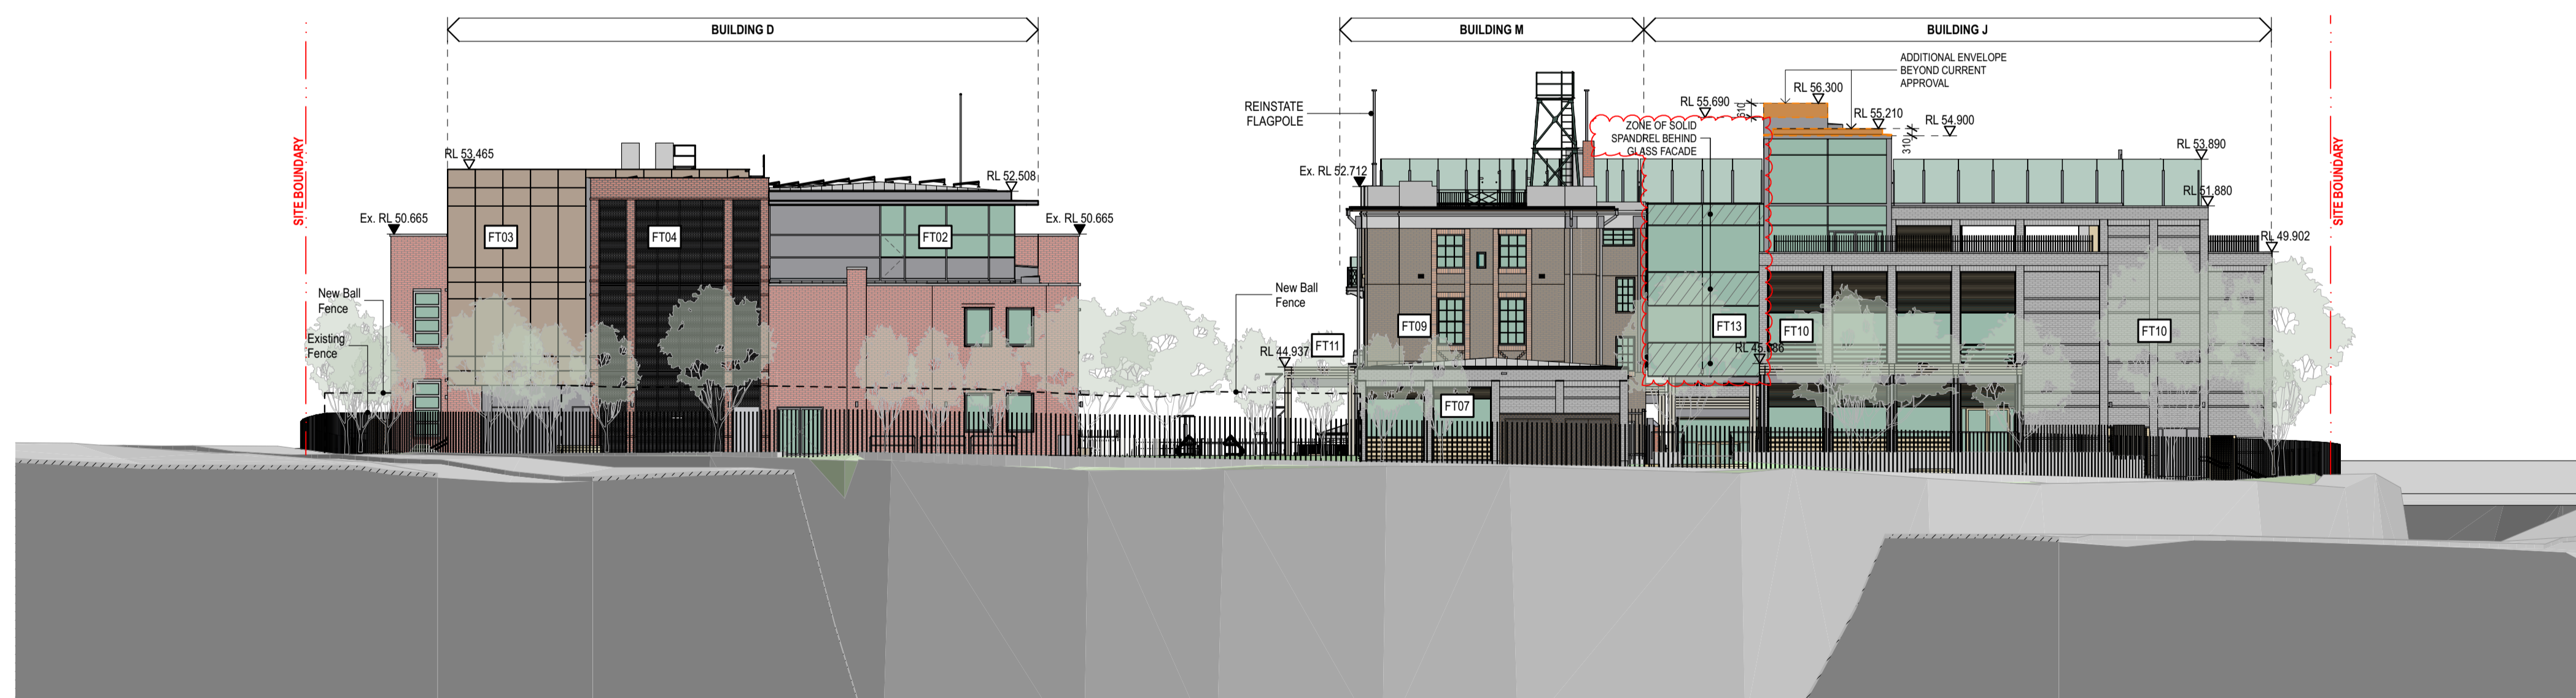 BUILDING D
BUILDING M
BUILDING J
ADDITIONAL ENVELOPE
BEYOND CURRENT
APPROVAL
RL 56.300
RL 55.690
610
REINSTATE
FLAGPOLE
RL 55.210
RL 54.900
310
ZONE OF SOLID
SPANDREL BEHIND
GLASS FACADE
SITE BOUNDARY
RL 53.465
RL 52.508
Ex. RL 52.712
RL 53.890
SITE BOUNDARY
RL 51.880
Ex. RL 50.665
Ex. RL 50.665
FT03
FT04
FT02
RL 49.902
New Ball
Fence
New Ball
Fence
Existing
Fence
FT11
FT09
FT13
FT10
FT10
RL 44.937
RL 45.686
FT07